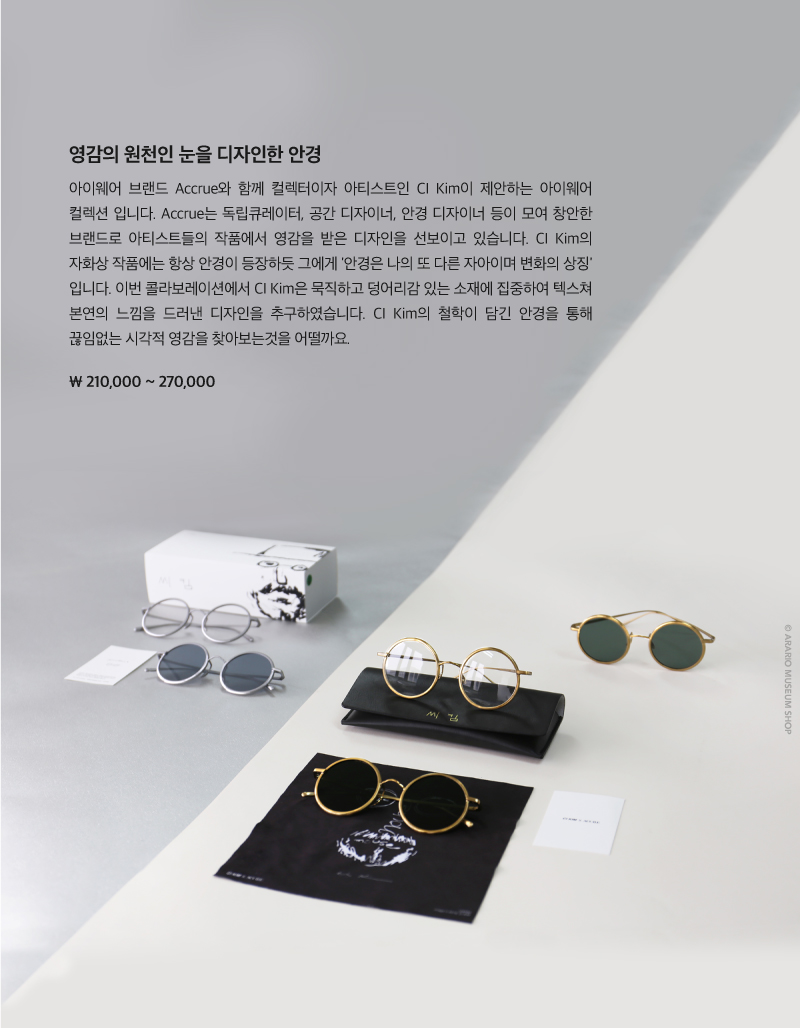 영감의 원천인 눈을 디자인한 안경
아이웨어 브랜드 Accrue와 함께 컬렉터이자 아티스트인 CI Kim이 제안하는 아이웨어
컬렉션 입니다. Accrue는 독립큐레이터, 공간 디자이너, 안경 디자이너 등이 모여 창안한
브랜드로 아티스트들의 작품에서 영감을 받은 디자인을 선보이고 있습니다. CI Kim의
자화상 작품에는 항상 안경이 등장하듯 그에게 '안경은 나의 또 다른 자아이며 변화의 상징'
입니다. 이번 콜라보레이션에서 CI Kim은 묵직하고 덩어리감 있는 소재에 집중하여 텍스쳐
본연의 느낌을 드러낸 디자인을 추구하였습니다. CI Kim의 철학이 담긴 안경을 통해
끊임없는 시각적 영감을 찾아보는것을 어떨까요.
₩ 210,000 ~ 270,000
씨 킴
© ARARIO MUSEUM SHOP
씨 킴